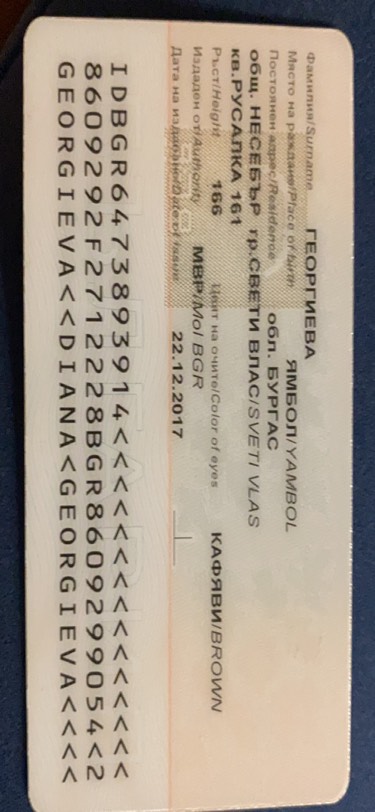 Фамилия/Surname ГЕОРГИЕВА
Място на раждане/Place of birth ЯМБОЛ/YAMBOL
Постоянен адрес/Residence обл. БУРГАС
общ. НЕСЕБЪР гр.СВЕТИ ВЛАС/SVETI VLAS
кв.РУСАЛКА 161
Ръст/Height 166 Цвят на очите/Color of eyes КАФЯВИ/BROWN
Издаден от/Authority МВР/MoI BGR
Дата на издаване/Date of issue 22.12.2017
IDBGR6473893914<<<<<<<<<<<<<<<
8609292F2712228BGR8609299054<2
GEORGIEVA<<DIANA<GEORGIEVA<<<<